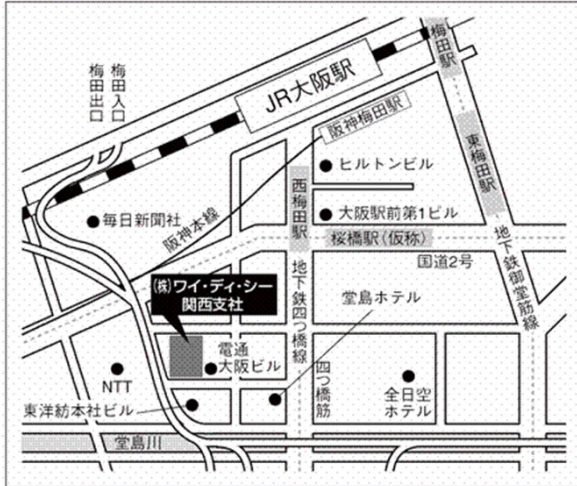 梅田出口
梅田入口
JR大阪駅
梅田駅
阪神梅田駅
東梅田駅
ヒルトンビル
西梅田駅
毎日新聞社
阪神本線
大阪駅前第1ビル
桜橋駅(仮称)
国道2号
地下鉄御堂筋線
(株)ワイ・ディ・シー
関西支社
地下鉄四つ橋線
堂島ホテル
電通
大阪ビル
NTT
四つ橋筋
全日空
ホテル
東洋紡本社ビル
堂島川